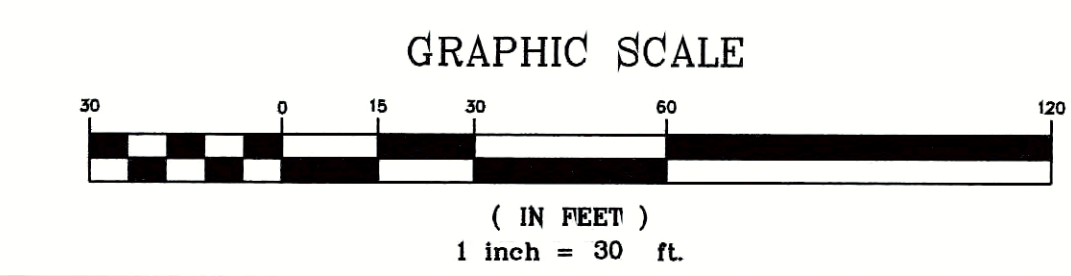 GRAPHIC SCALE
30 0 15 30 60 120
( IN FEET )
1 inch = 30 ft.